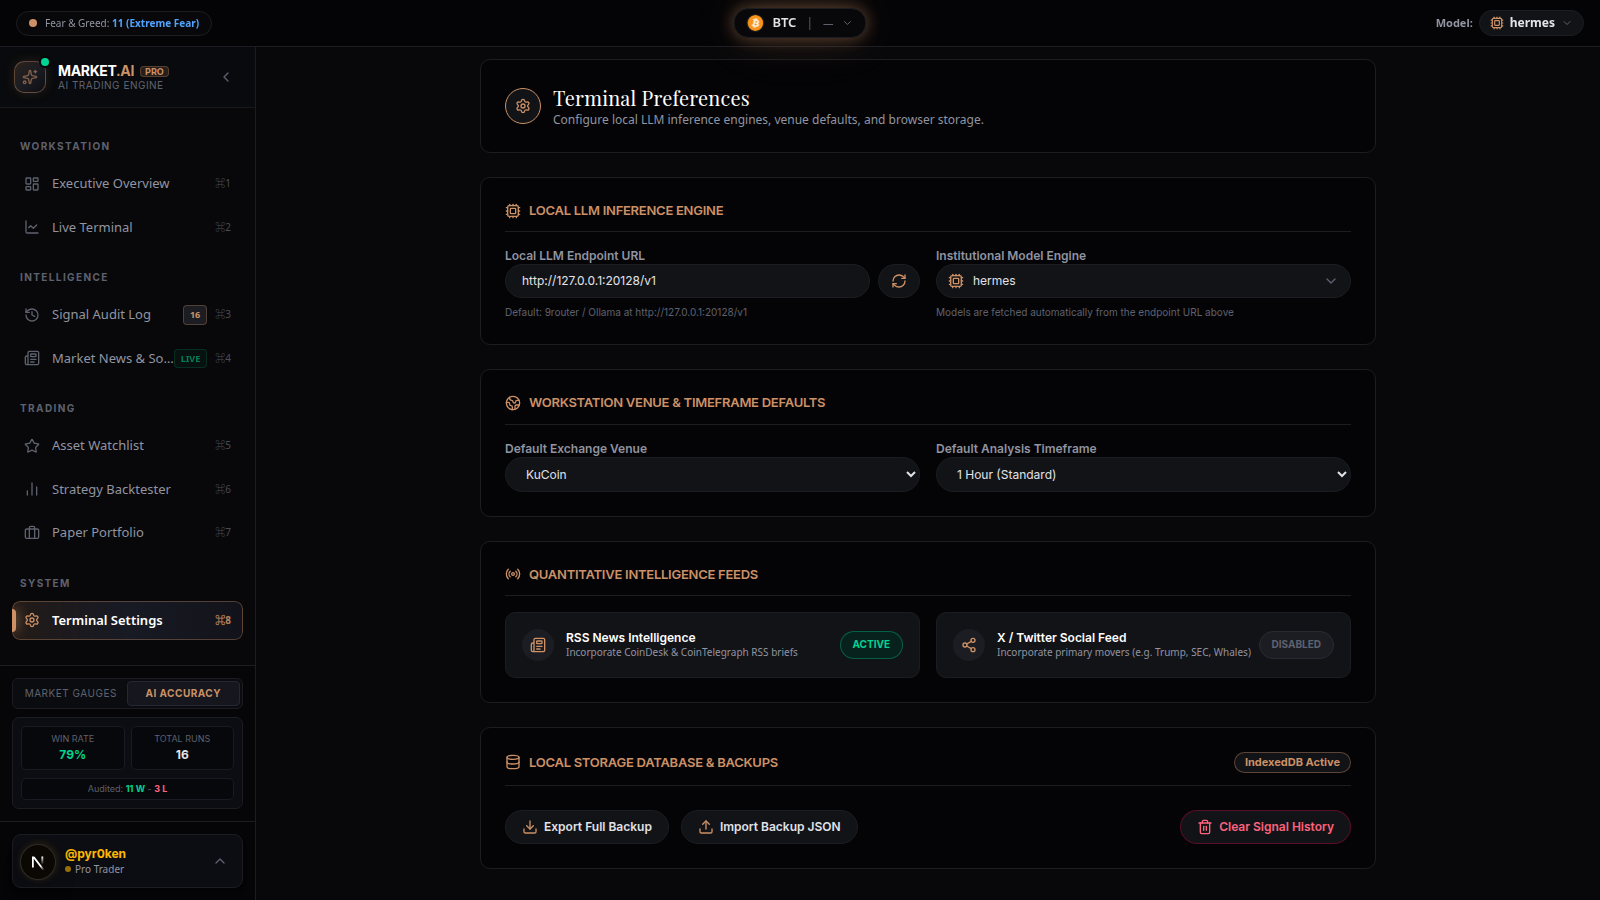 Fear & Greed: 11 (Extreme Fear)
BTC | —
Model: hermes
MARKET.AI PRO
AI TRADING ENGINE
WORKSTATION
Executive Overview ⌘1
Live Terminal ⌘2
INTELLIGENCE
Signal Audit Log 16 ⌘3
Market News & So... LIVE ⌘4
TRADING
Asset Watchlist ⌘5
Strategy Backtester ⌘6
Paper Portfolio ⌘7
SYSTEM
Terminal Settings ⌘8
MARKET GAUGES AI ACCURACY
WIN RATE TOTAL RUNS
79% 16
Audited: 11 W - 3 L
N @pyr0ken
Pro Trader
Terminal Preferences
Configure local LLM inference engines, venue defaults, and browser storage.
LOCAL LLM INFERENCE ENGINE
Local LLM Endpoint URL Institutional Model Engine
http://127.0.0.1:20128/v1 hermes
Default: 9router / Ollama at http://127.0.0.1:20128/v1 Models are fetched automatically from the endpoint URL above
WORKSTATION VENUE & TIMEFRAME DEFAULTS
Default Exchange Venue Default Analysis Timeframe
KuCoin 1 Hour (Standard)
QUANTITATIVE INTELLIGENCE FEEDS
RSS News Intelligence ACTIVE X / Twitter Social Feed DISABLED
Incorporate CoinDesk & CoinTelegraph RSS briefs Incorporate primary movers (e.g. Trump, SEC, Whales)
LOCAL STORAGE DATABASE & BACKUPS IndexedDB Active
Export Full Backup Import Backup JSON Clear Signal History